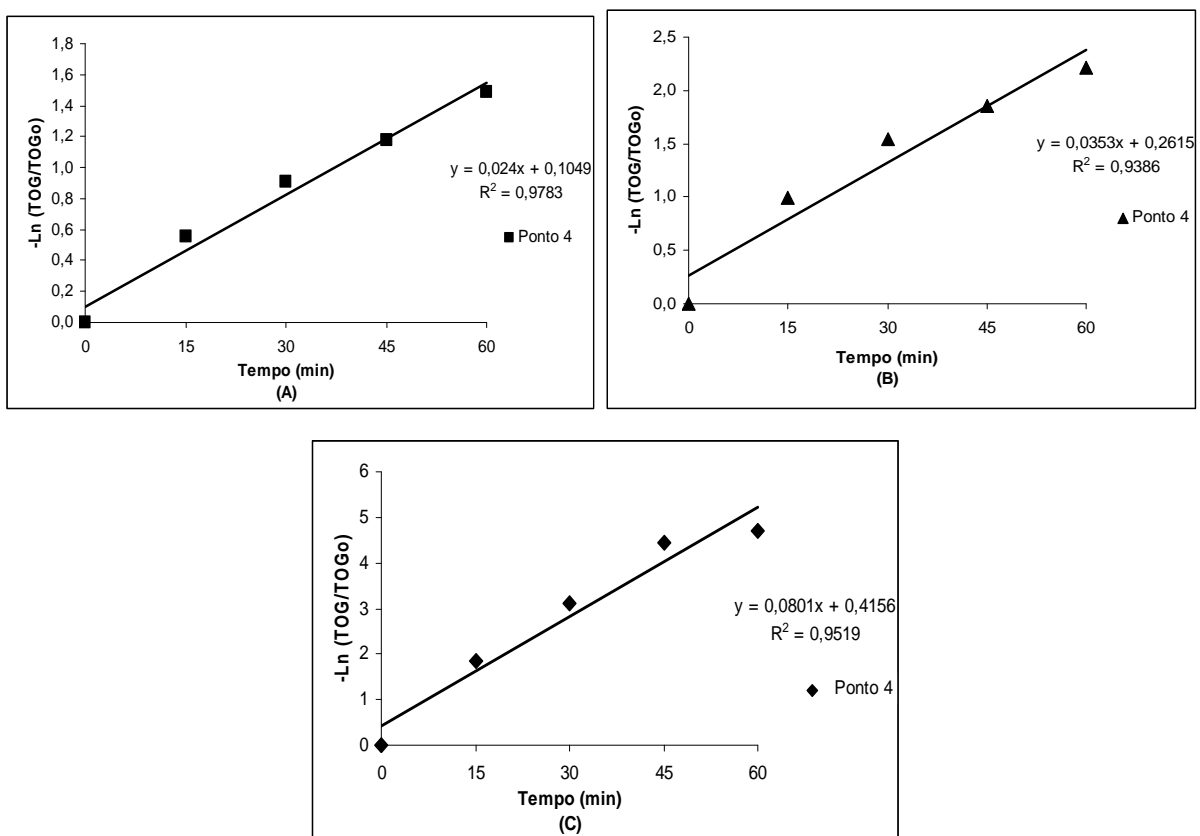 1,8
1,6
1,4
1,2
1,0
0,8
0,6
0,4
0,2
0,0
-Ln (TOG/TOGo)
0 15 30 45 60
Tempo (min)
(A)
y = 0,024x + 0,1049
R² = 0,9783
Ponto 4
2,5
2,0
1,5
1,0
0,5
0,0
-Ln (TOG/TOGo)
0 15 30 45 60
Tempo (min)
(B)
y = 0,0353x + 0,2615
R² = 0,9386
Ponto 4
6
5
4
3
2
1
0
-Ln (TOG/TOGo)
0 15 30 45 60
Tempo (min)
(C)
y = 0,0801x + 0,4156
R² = 0,9519
Ponto 4